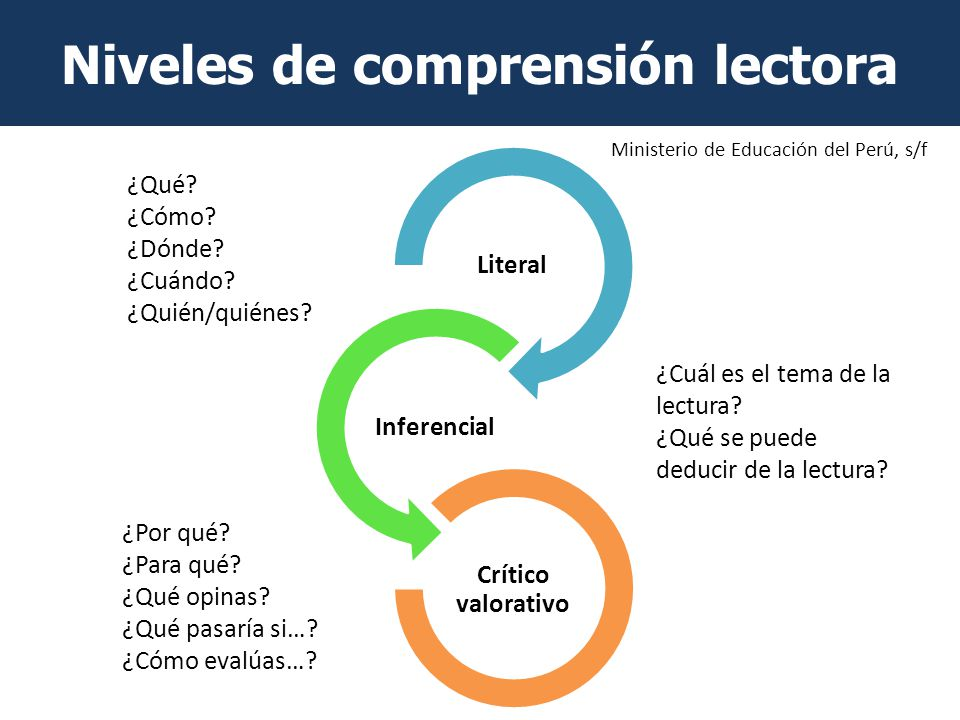 Niveles de comprensión lectora
Ministerio de Educación del Perú, s/f
¿Qué?
¿Cómo?
¿Dónde?
¿Cuándo?
¿Quién/quiénes?
Literal
¿Cuál es el tema de la
lectura?
¿Qué se puede
deducir de la lectura?
Inferencial
¿Por qué?
¿Para qué?
¿Qué opinas?
¿Qué pasaría si…?
¿Cómo evalúas…?
Crítico
valorativo